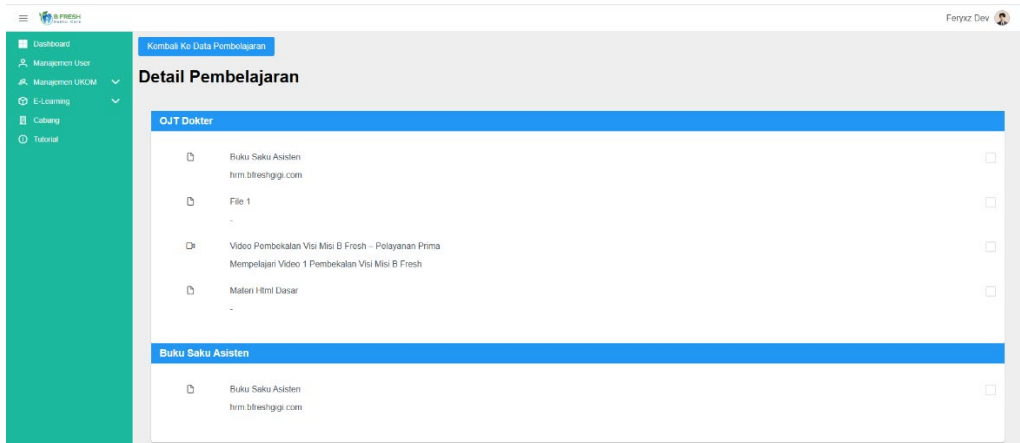 B FRESH
Dental Care
Feryxz Dev
Dashboard
Manajemen User
Manajemen UKOM
E-Learning
Cabang
Tutorial
Kembali Ke Data Pembelajaran
Detail Pembelajaran
OJT Dokter
Buku Saku Asisten
hrm.bfreshgigi.com
File 1
-
Video Pembekalan Visi Misi B Fresh – Pelayanan Prima
Mempelajari Video 1 Pembekalan Visi Misi B Fresh
Materi Html Dasar
-
Buku Saku Asisten
Buku Saku Asisten
hrm.bfreshgigi.com